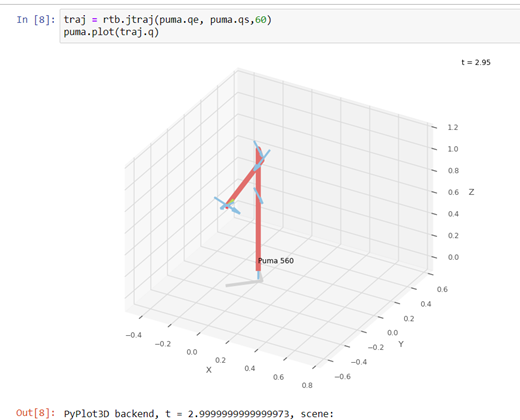 In [8]: traj = rtb.jtraj(puma.qe, puma.qs,60)
puma.plot(traj.q)
t = 2.95
1.2
1.0
0.8
0.6
Z
0.4
0.2
0.0
Puma 560
0.6
0.4
0.2
0.0
Y
−0.2
−0.4
−0.6
−0.4
−0.2
0.0
0.2
X
0.4
0.6
0.8
Out[8]: PyPlot3D backend, t = 2.9999999999999973, scene: